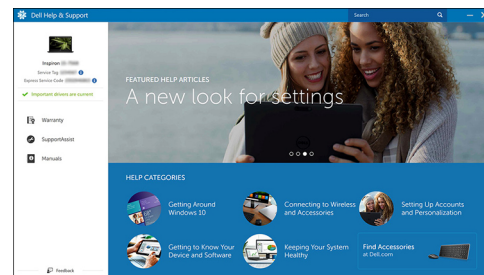 Dell Help & Support
Search
Inspiron
Service Tag
Express Service Code
Important drivers are current
Warranty
SupportAssist
Manuals
Feedback
FEATURED HELP ARTICLES
A new look for settings
HELP CATEGORIES
Getting Around
Windows 10
Connecting to Wireless
and Accessories
Setting Up Accounts
and Personalization
Getting to Know Your
Device and Software
Keeping Your System
Healthy
Find Accessories
at Dell.com